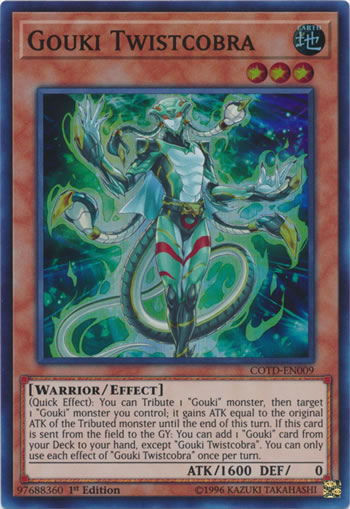 GOUKI TWISTCOBRA
EARTH
地
COTD-EN009
[WARRIOR/EFFECT]
(Quick Effect): You can Tribute 1 "Gouki" monster, then target
1 "Gouki" monster you control; it gains ATK equal to the original
ATK of the Tributed monster until the end of this turn. If this card
is sent from the field to the GY: You can add 1 "Gouki" card from
your Deck to your hand, except "Gouki Twistcobra". You can only
use each effect of "Gouki Twistcobra" once per turn.
ATK/1600 DEF/ 0
97688360 1st Edition ©1996 KAZUKI TAKAHASHI